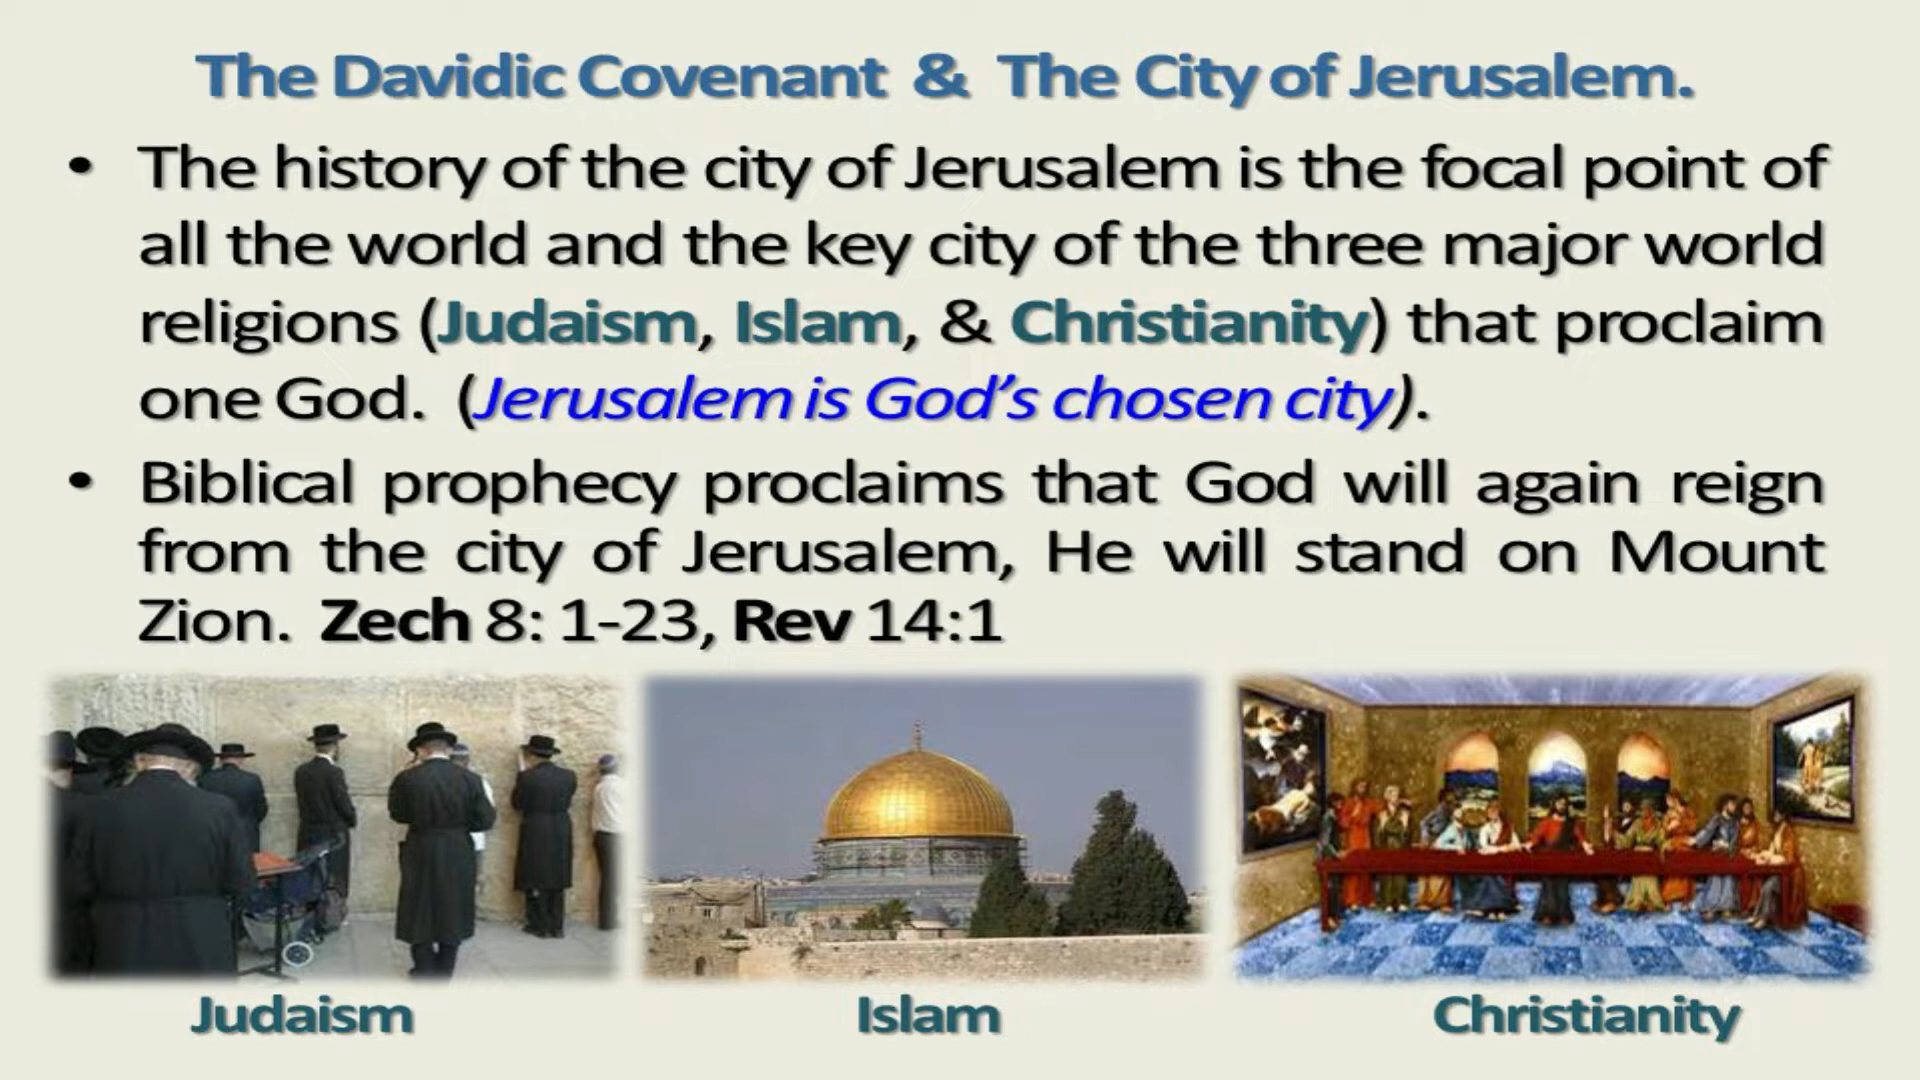 The Davidic Covenant & The City of Jerusalem.
• The history of the city of Jerusalem is the focal point of
all the world and the key city of the three major world
religions (Judaism, Islam, & Christianity) that proclaim
one God. (Jerusalem is God’s chosen city).
• Biblical prophecy proclaims that God will again reign
from the city of Jerusalem, He will stand on Mount
Zion. Zech 8: 1-23, Rev 14:1
Judaism
Islam
Christianity